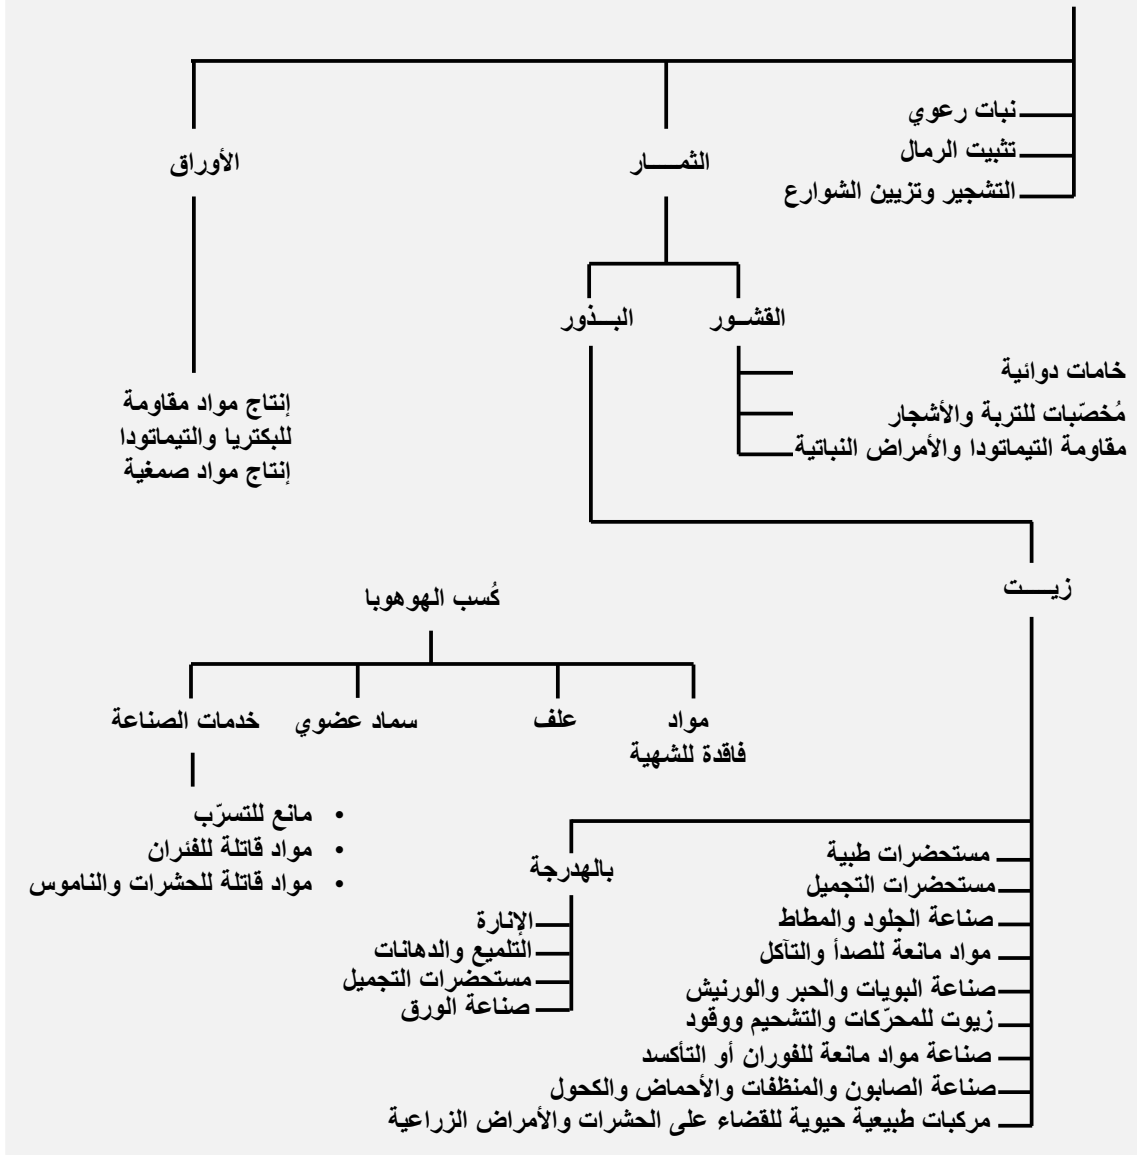 نبات رعوي
تثبيت الرمال
التشجير وتزيين الشوارع
الثمـــار
الأوراق
القشــور
البــذور
خامات دوائية
مُخصّبات للتربة والأشجار
مقاومة التيماتودا والأمراض النباتية
إنتاج مواد مقاومة
للبكتريا والتيماتودا
إنتاج مواد صمغية
زيـــت
كُسب الهوهوبا
مواد
فاقدة للشهية
علف
سماد عضوي
خدمات الصناعة
• مانع للتسرّب
• مواد قاتلة للفئران
• مواد قاتلة للحشرات والناموس
مستحضرات طبية
مستحضرات التجميل
صناعة الجلود والمطاط
مواد مانعة للصدأ والتآكل
صناعة البويات والحبر والورنيش
زيوت للمحرّكات والتشحيم ووقود
صناعة مواد مانعة للفوران أو التأكسد
صناعة الصابون والمنظفات والأحماض والكحول
مركبات طبيعية حيوية للقضاء على الحشرات والأمراض الزراعية
بالهدرجة
الإنارة
التلميع والدهانات
مستحضرات التجميل
صناعة الورق